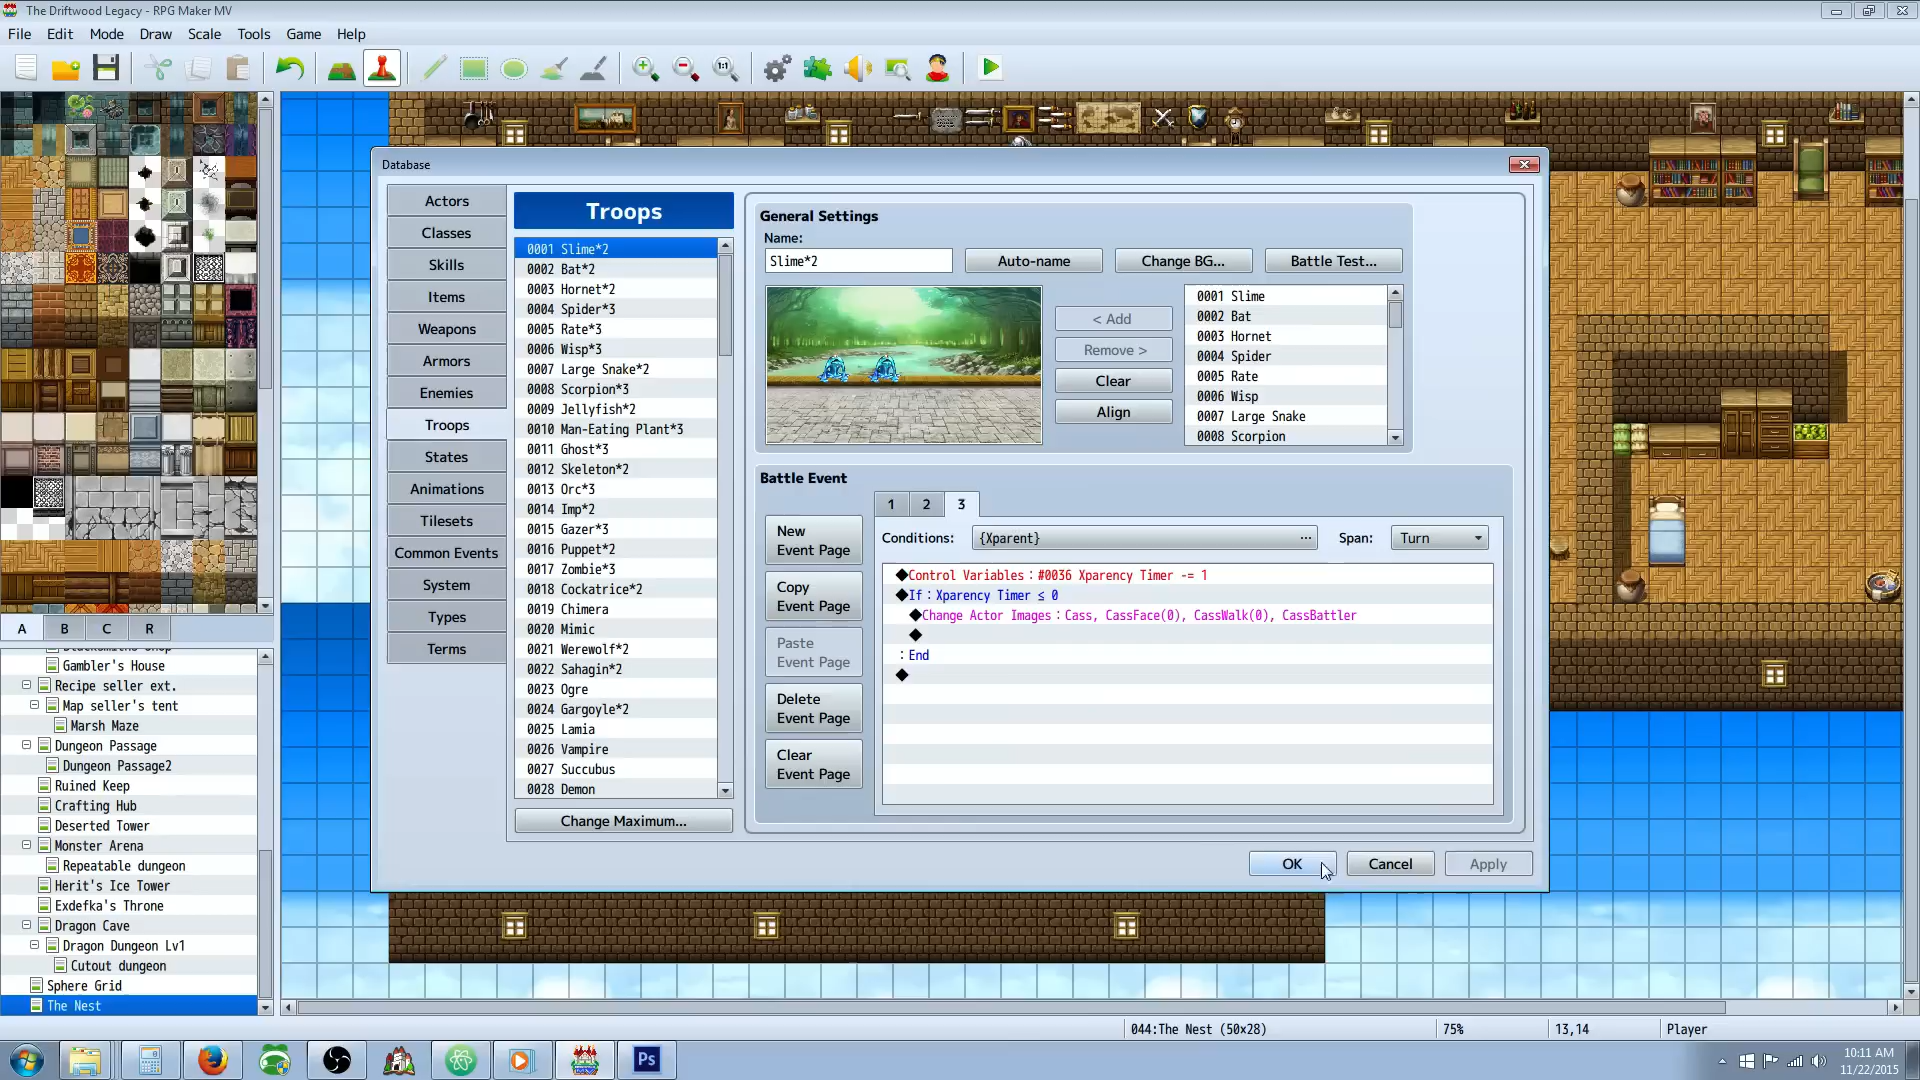 The Driftwood Legacy - RPG Maker MV
File Edit Mode Draw Scale Tools Game Help
1:1
A B C R
Gambler's House
Recipe seller ext.
Map seller's tent
Marsh Maze
Dungeon Passage
Dungeon Passage2
Ruined Keep
Crafting Hub
Deserted Tower
Monster Arena
Repeatable dungeon
Herit's Ice Tower
Exdefka's Throne
Dragon Cave
Dragon Dungeon Lv1
Cutout dungeon
Sphere Grid
The Nest
Database
Actors
Classes
Skills
Items
Weapons
Armors
Enemies
Troops
States
Animations
Tilesets
Common Events
System
Types
Terms
Troops
0001 Slime*2
0002 Bat*2
0003 Hornet*2
0004 Spider*3
0005 Rate*3
0006 Wisp*3
0007 Large Snake*2
0008 Scorpion*3
0009 Jellyfish*2
0010 Man-Eating Plant*3
0011 Ghost*3
0012 Skeleton*2
0013 Orc*3
0014 Imp*2
0015 Gazer*3
0016 Puppet*2
0017 Zombie*3
0018 Cockatrice*2
0019 Chimera
0020 Mimic
0021 Werewolf*2
0022 Sahagin*2
0023 Ogre
0024 Gargoyle*2
0025 Lamia
0026 Vampire
0027 Succubus
0028 Demon
Change Maximum...
General Settings
Name:
Slime*2
Auto-name
Change BG...
Battle Test...
< Add
Remove >
Clear
Align
0001 Slime
0002 Bat
0003 Hornet
0004 Spider
0005 Rate
0006 Wisp
0007 Large Snake
0008 Scorpion
Battle Event
1 2 3
New
Event Page
Copy
Event Page
Paste
Event Page
Delete
Event Page
Clear
Event Page
Conditions: {Xparent} ... Span: Turn
◆Control Variables：#0036 Xparency Timer -= 1
◆If：Xparency Timer ≤ 0
◆Change Actor Images：Cass, CassFace(0), CassWalk(0), CassBattler
◆
：End
◆
OK Cancel Apply
044:The Nest (50x28) 75% 13,14 Player
Ps
10:11 AM
11/22/2015